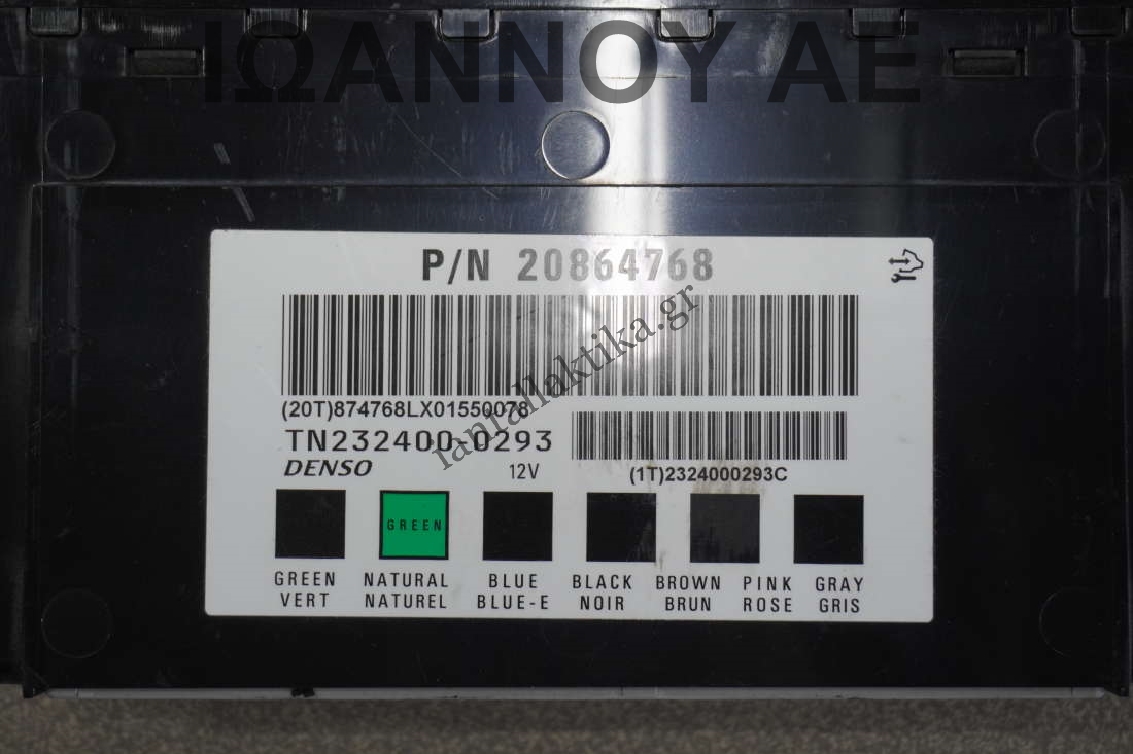 ΙΩΑΝΝΟΥ ΑΕ
P/N 20864768
(20T)874768LX01550078
TN232400-0293
DENSO 12V
(1T)2324000293C
GREEN
GREEN NATURAL BLUE BLACK BROWN PINK GRAY
VERT NATUREL BLUE-E NOIR BRUN ROSE GRIS
ianfallaktika.gr